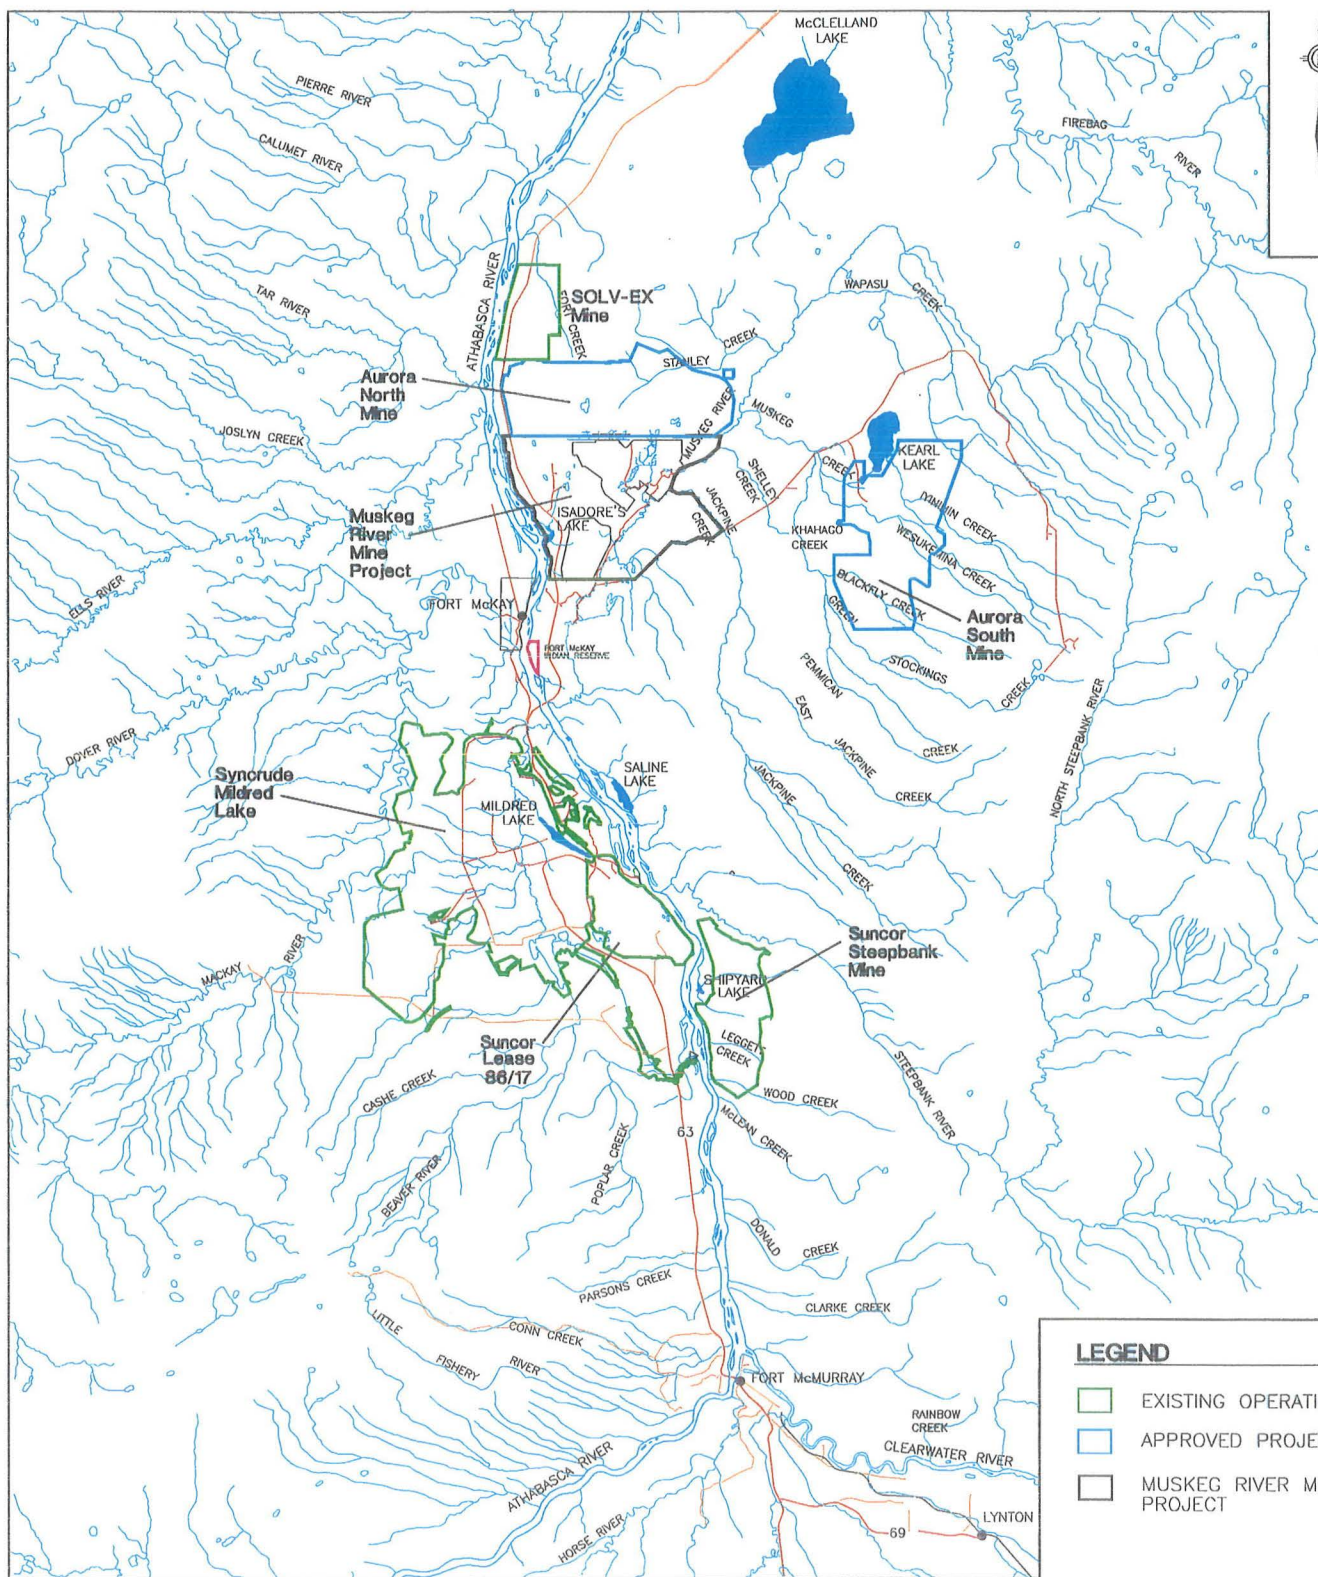 McCLELLAND
LAKE
PIERRE RIVER
FIREBAG
RIVER
CALUMET RIVER
ATHABASCA RIVER
TAR RIVER
SOLV-EX
Mine
FORT CREEK
WAPASU
CREEK
STANLEY
CREEK
Aurora
North
Mine
MUSKEG RIVER
MUSKEG
CREEK
JOSLYN CREEK
KEARL
LAKE
SHELLEY
CREEK
JACKPINE
CREEK
ISADORE'S
LAKE
Muskeg
River
Mine
Project
KHAHAGO
CREEK
CREEK
WESUKEMINA CREEK
BLACKFLY CREEK
GREEN
STOCKINGS
CREEK
Aurora
South
Mine
ELLS RIVER
FORT McKAY
FORT McKAY
INDIAN RESERVE
PEMMICAN
CREEK
EAST
JACKPINE
CREEK
JACKPINE
CREEK
NORTH STEEPBANK RIVER
DOVER RIVER
Syncrude
Mildred
Lake
SALINE
LAKE
MILDRED
LAKE
MACKAY
RIVER
Suncor
Steepbank
Mine
SHIPYARD
LAKE
Suncor
Lease
86/17
LEGGETT
CREEK
STEEPBANK RIVER
CASHE CREEK
WOOD CREEK
McLEAN CREEK
63
BEAVER RIVER
POPLAR CREEK
DONALD
CREEK
PARSONS CREEK
CLARKE CREEK
LITTLE
FISHERY
RIVER
CONN CREEK
FORT McMURRAY
RAINBOW
CREEK
CLEARWATER RIVER
ATHABASCA RIVER
HORSE RIVER
69
LYNTON
LEGEND
EXISTING OPERATI
APPROVED PROJE
MUSKEG RIVER M
PROJECT